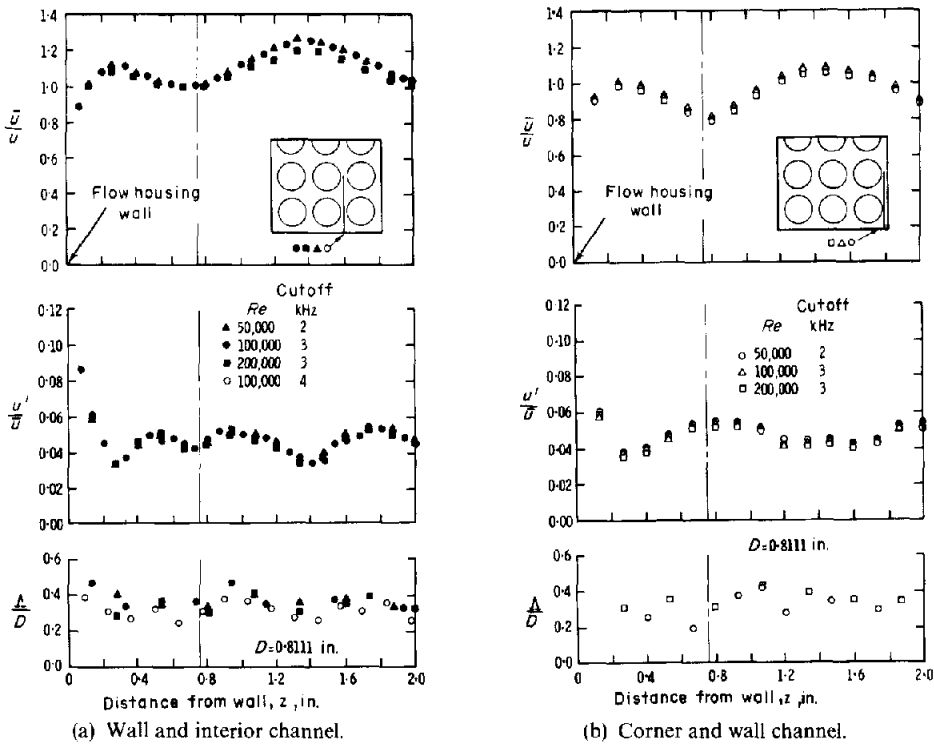 1·4
1·2
1·0
0·8
0·6
0·4
0·2
0·0
u/ū
Flow housing
wall
Cutoff
Re kHz
▲ 50,000 2
● 100,000 3
■ 200,000 3
○ 100,000 4
0·12
0·10
0·08
0·06
0·04
0·02
0·00
u'/ū
0·6
0·4
0·2
0·0
Λ/D
D=0·8111 in.
0 0·4 0·8 1·2 1·6 2·0
Distance from wall, z, in.
(a) Wall and interior channel.
1·4
1·2
1·0
0·8
0·6
0·4
0·2
0·0
Flow housing
wall
Cutoff
Re kHz
○ 50,000 2
△ 100,000 3
□ 200,000 3
0·12
0·10
0·08
0·06
0·04
0·02
0·00
u'/ū
D=0·8111 in.
0·6
0·4
0·2
0·0
Λ/D
0 0·4 0·8 1·2 1·6 2·0
Distance from wall, z, in.
(b) Corner and wall channel.